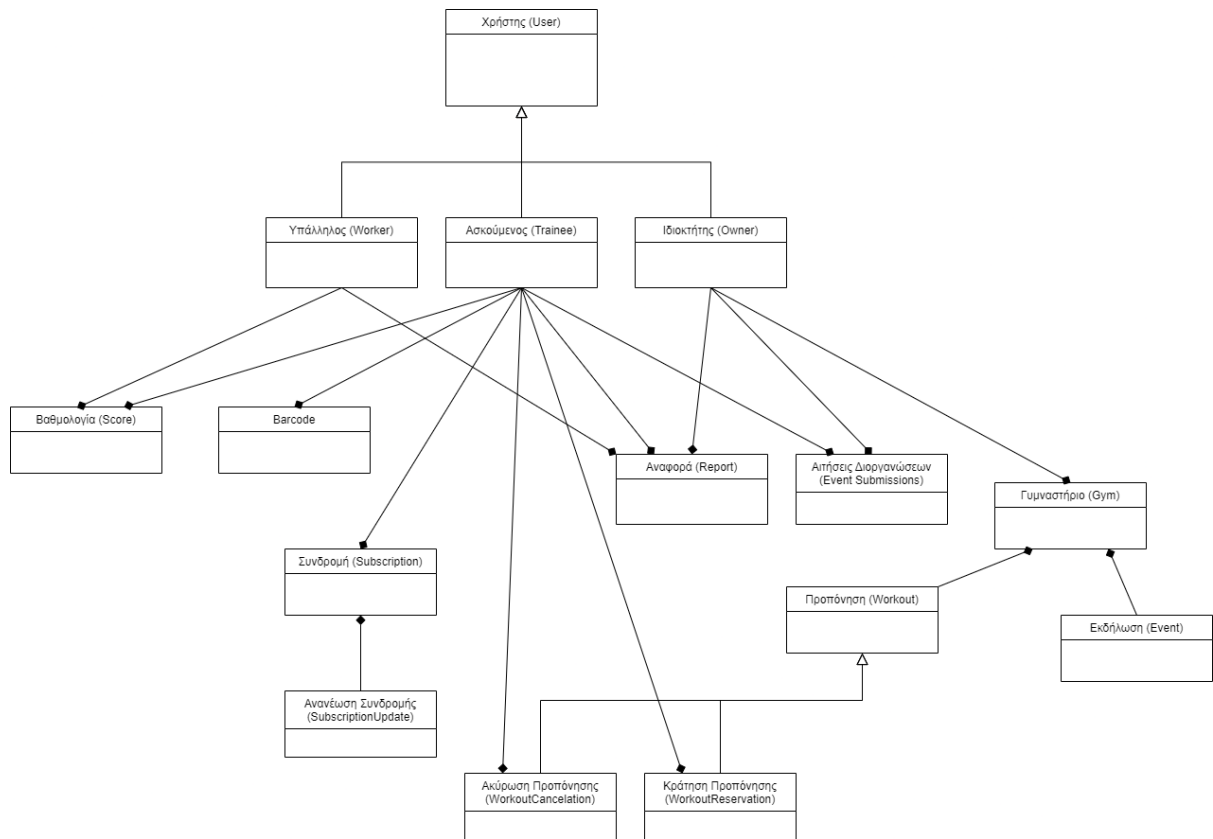 Χρήστης (User)
Υπάλληλος (Worker)
Ασκούμενος (Trainee)
Ιδιοκτήτης (Owner)
Βαθμολογία (Score)
Barcode
Αναφορά (Report)
Αιτήσεις Διοργανώσεων
(Event Submissions)
Γυμναστήριο (Gym)
Συνδρομή (Subscription)
Προπόνηση (Workout)
Εκδήλωση (Event)
Ανανέωση Συνδρομής
(SubscriptionUpdate)
Ακύρωση Προπόνησης
(WorkoutCancelation)
Κράτηση Προπόνησης
(WorkoutReservation)